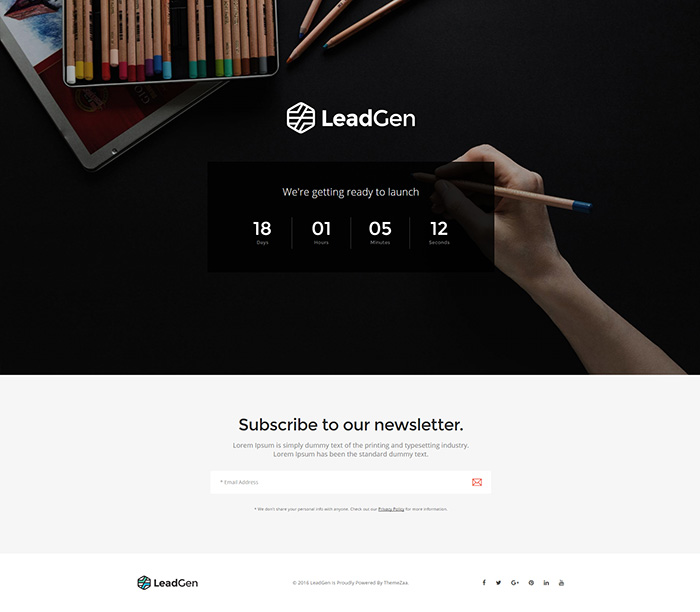 LeadGen
We're getting ready to launch
18 01 05 12
Days Hours Minutes Seconds
Subscribe to our newsletter.
Lorem Ipsum is simply dummy text of the printing and typesetting industry.
Lorem Ipsum has been the standard dummy text.
* Email Address
* We don't share your personal info with anyone. Check out our Privacy Policy for more information.
LeadGen
© 2016 LeadGen is Proudly Powered By ThemeZaa.